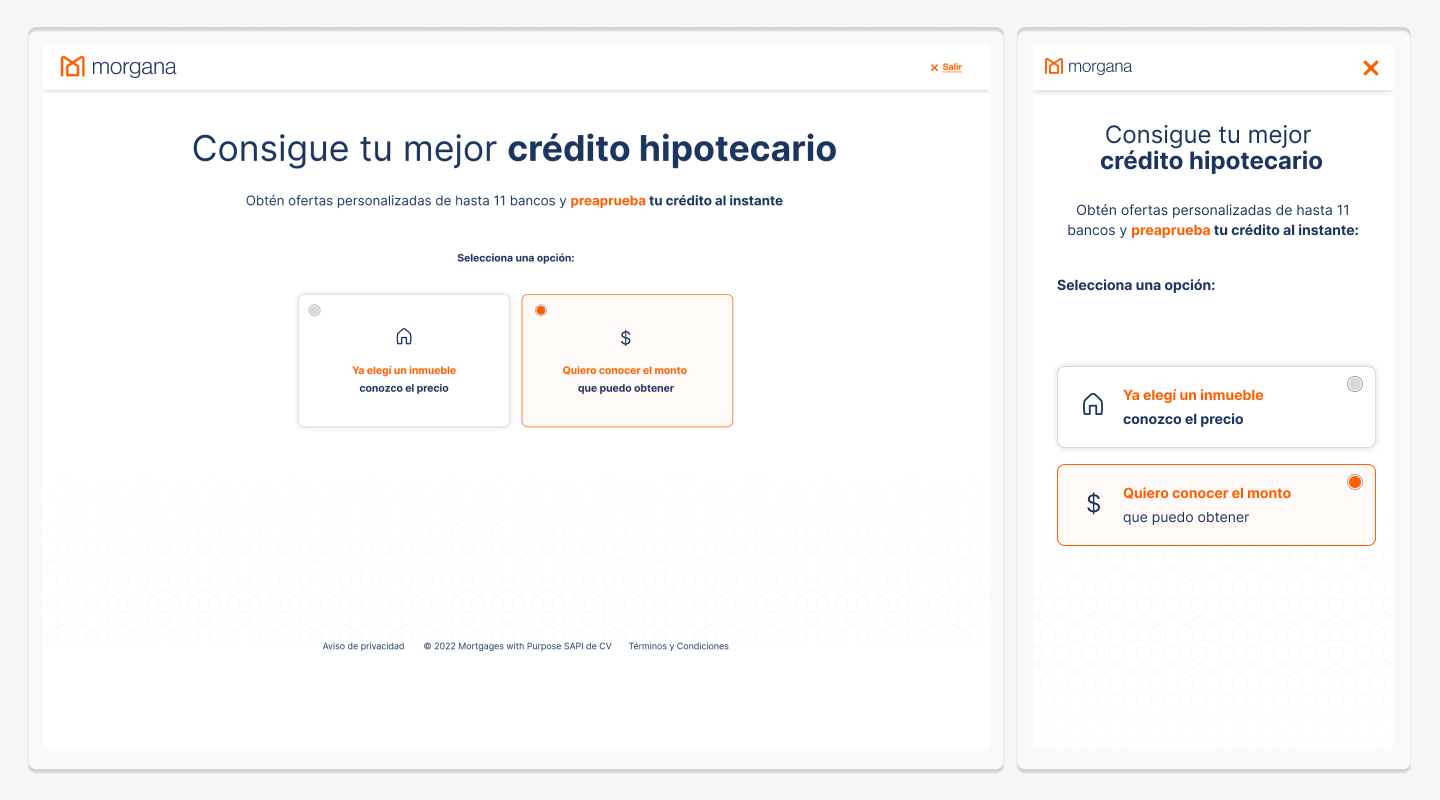 morgana
Salir
Consigue tu mejor crédito hipotecario
Obtén ofertas personalizadas de hasta 11 bancos y preaprueba tu crédito al instante
Selecciona una opción:
Ya elegí un inmueble
conozco el precio
$
Quiero conocer el monto
que puedo obtener
Aviso de privacidad © 2022 Mortgages with Purpose SAPI de CV Términos y Condiciones
morgana
Consigue tu mejor
crédito hipotecario
Obtén ofertas personalizadas de hasta 11
bancos y preaprueba tu crédito al instante:
Selecciona una opción:
Ya elegí un inmueble
conozco el precio
$
Quiero conocer el monto
que puedo obtener